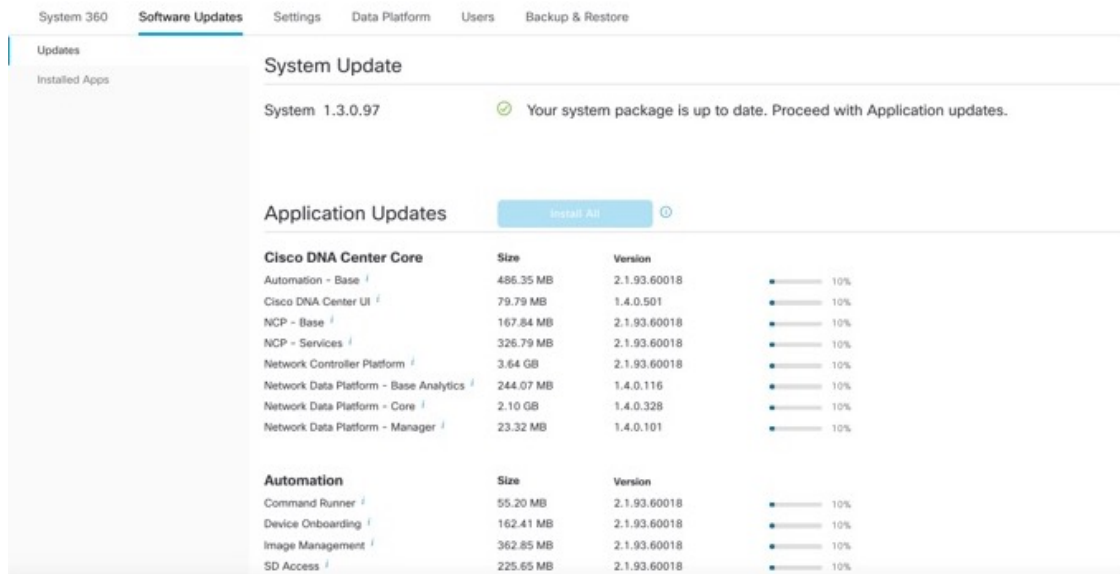 System 360 Software Updates Settings Data Platform Users Backup & Restore
Updates
Installed Apps
System Update
System 1.3.0.97 Your system package is up to date. Proceed with Application updates.
Application Updates Install All
Cisco DNA Center Core Size Version
Automation - Base i 486.35 MB 2.1.93.60018 10%
Cisco DNA Center UI i 79.79 MB 1.4.0.501 10%
NCP - Base i 167.84 MB 2.1.93.60018 10%
NCP - Services i 326.79 MB 2.1.93.60018 10%
Network Controller Platform i 3.64 GB 2.1.93.60018 10%
Network Data Platform - Base Analytics i 244.07 MB 1.4.0.116 10%
Network Data Platform - Core i 2.10 GB 1.4.0.328 10%
Network Data Platform - Manager i 23.32 MB 1.4.0.101 10%
Automation Size Version
Command Runner i 55.20 MB 2.1.93.60018 10%
Device Onboarding i 162.41 MB 2.1.93.60018 10%
Image Management i 362.85 MB 2.1.93.60018 10%
SD Access i 225.65 MB 2.1.93.60018 10%